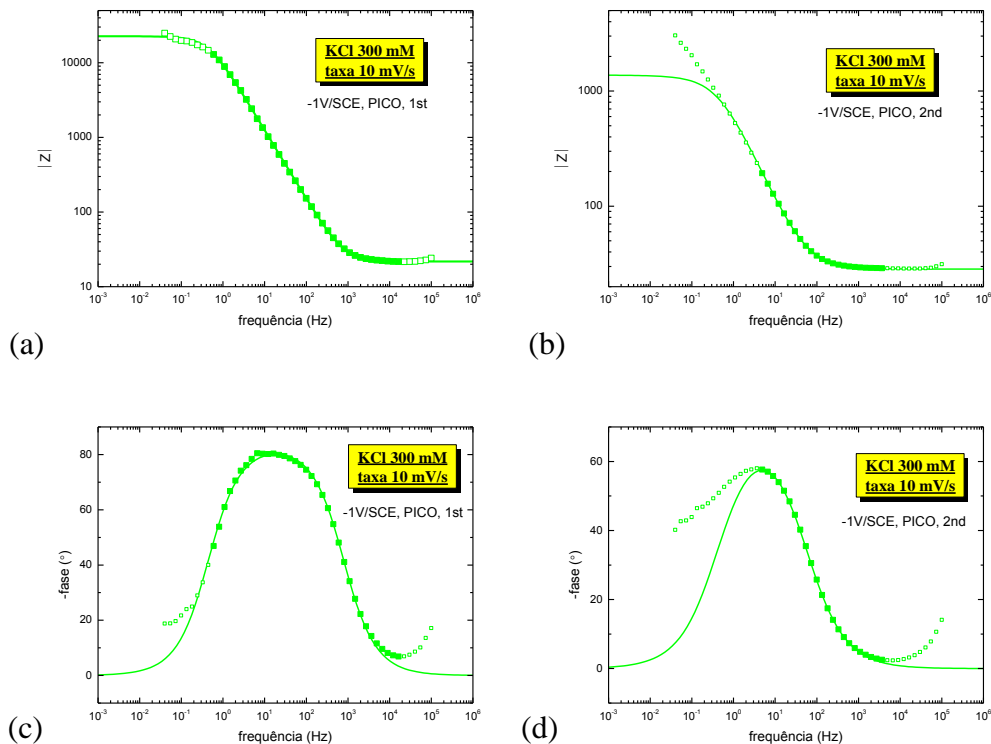 10000
1000
100
10
|Z|
KCl 300 mM
taxa 10 mV/s
-1V/SCE, PICO, 1st
10⁻³ 10⁻² 10⁻¹ 10⁰ 10¹ 10² 10³ 10⁴ 10⁵ 10⁶
frequência (Hz)
(a)
1000
100
|Z|
KCl 300 mM
taxa 10 mV/s
-1V/SCE, PICO, 2nd
10⁻³ 10⁻² 10⁻¹ 10⁰ 10¹ 10² 10³ 10⁴ 10⁵ 10⁶
frequência (Hz)
(b)
80
60
40
20
0
-fase (°)
KCl 300 mM
taxa 10 mV/s
-1V/SCE, PICO, 1st
10⁻³ 10⁻² 10⁻¹ 10⁰ 10¹ 10² 10³ 10⁴ 10⁵ 10⁶
frequência (Hz)
(c)
60
40
20
0
-fase (°)
KCl 300 mM
taxa 10 mV/s
-1V/SCE, PICO, 2nd
10⁻³ 10⁻² 10⁻¹ 10⁰ 10¹ 10² 10³ 10⁴ 10⁵ 10⁶
frequência (Hz)
(d)